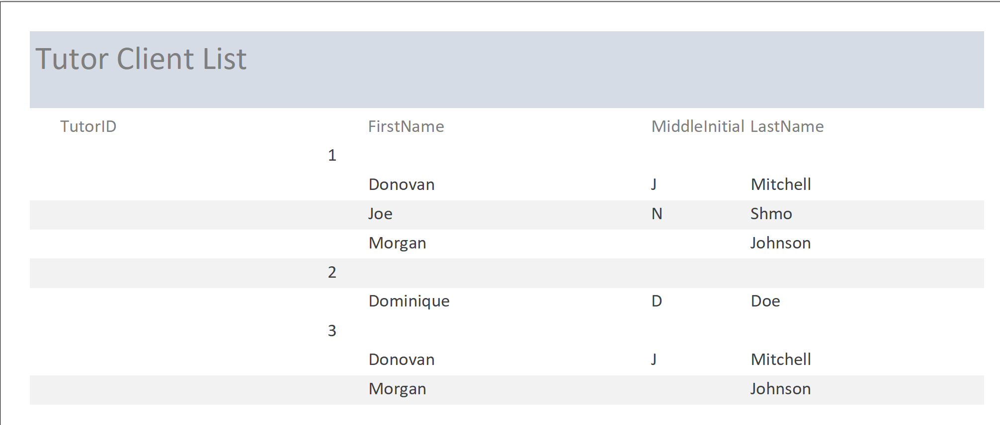 Tutor Client List
TutorID FirstName MiddleInitial LastName
1
Donovan J Mitchell
Joe N Shmo
Morgan Johnson
2
Dominique D Doe
3
Donovan J Mitchell
Morgan Johnson